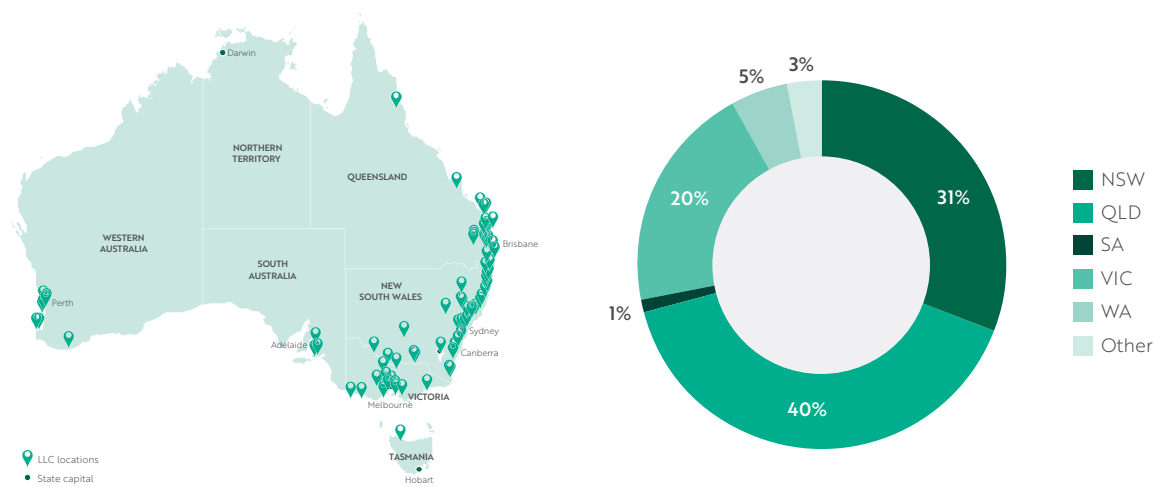 Darwin
NORTHERN
TERRITORY
QUEENSLAND
WESTERN
AUSTRALIA
Brisbane
SOUTH
AUSTRALIA
NEW
SOUTH WALES
Perth
Sydney
Adelaide
Canberra
VICTORIA
Melbourne
TASMANIA
Hobart
LLC locations
State capital
3%
5%
31%
20%
1%
40%
NSW
QLD
SA
VIC
WA
Other